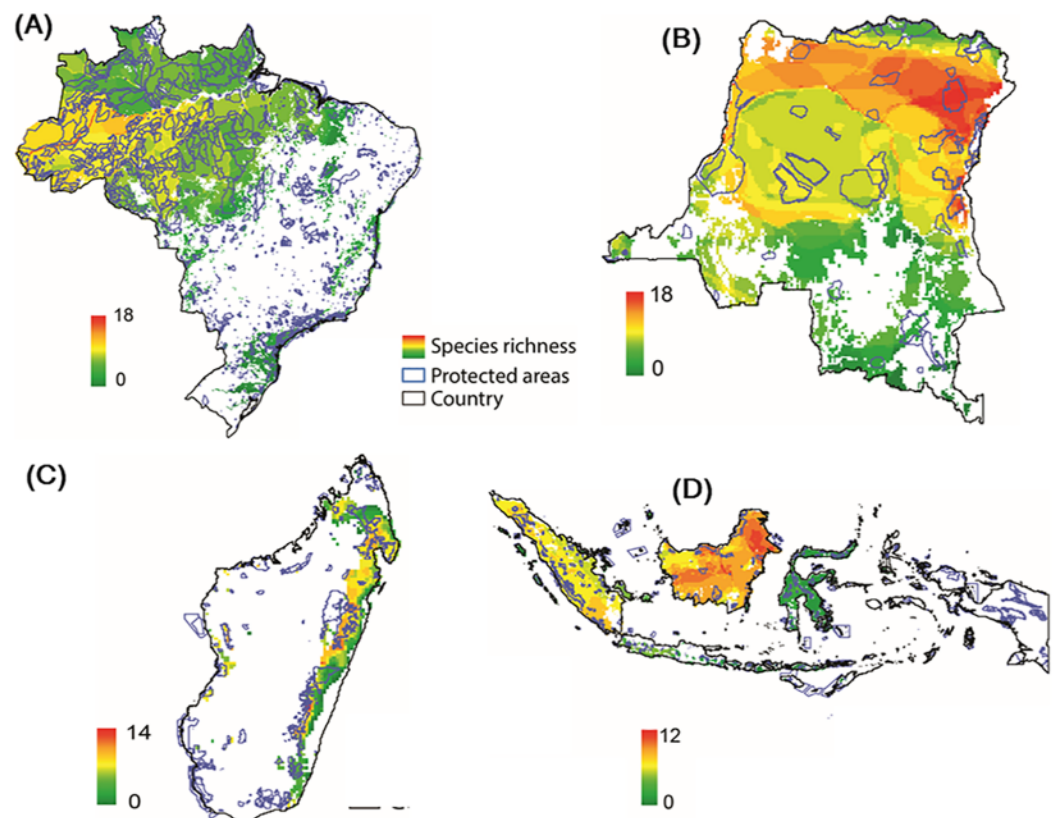 (A)
(B)
18
0
Species richness
Protected areas
Country
18
0
(C)
(D)
14
0
12
0